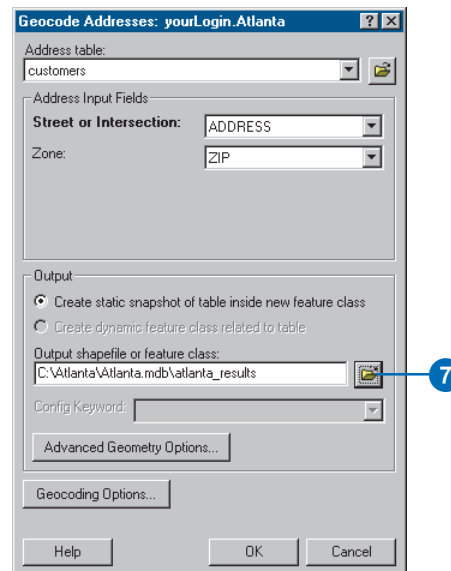 Geocode Addresses: yourLogin.Atlanta
Address table:
customers
Address Input Fields
Street or Intersection:
ADDRESS
Zone:
ZIP
Output
Create static snapshot of table inside new feature class
Create dynamic feature class related to table
Output shapefile or feature class:
C:\Atlanta\Atlanta.mdb\atlanta_results
7
Config Keyword:
Advanced Geometry Options...
Geocoding Options...
Help
OK
Cancel